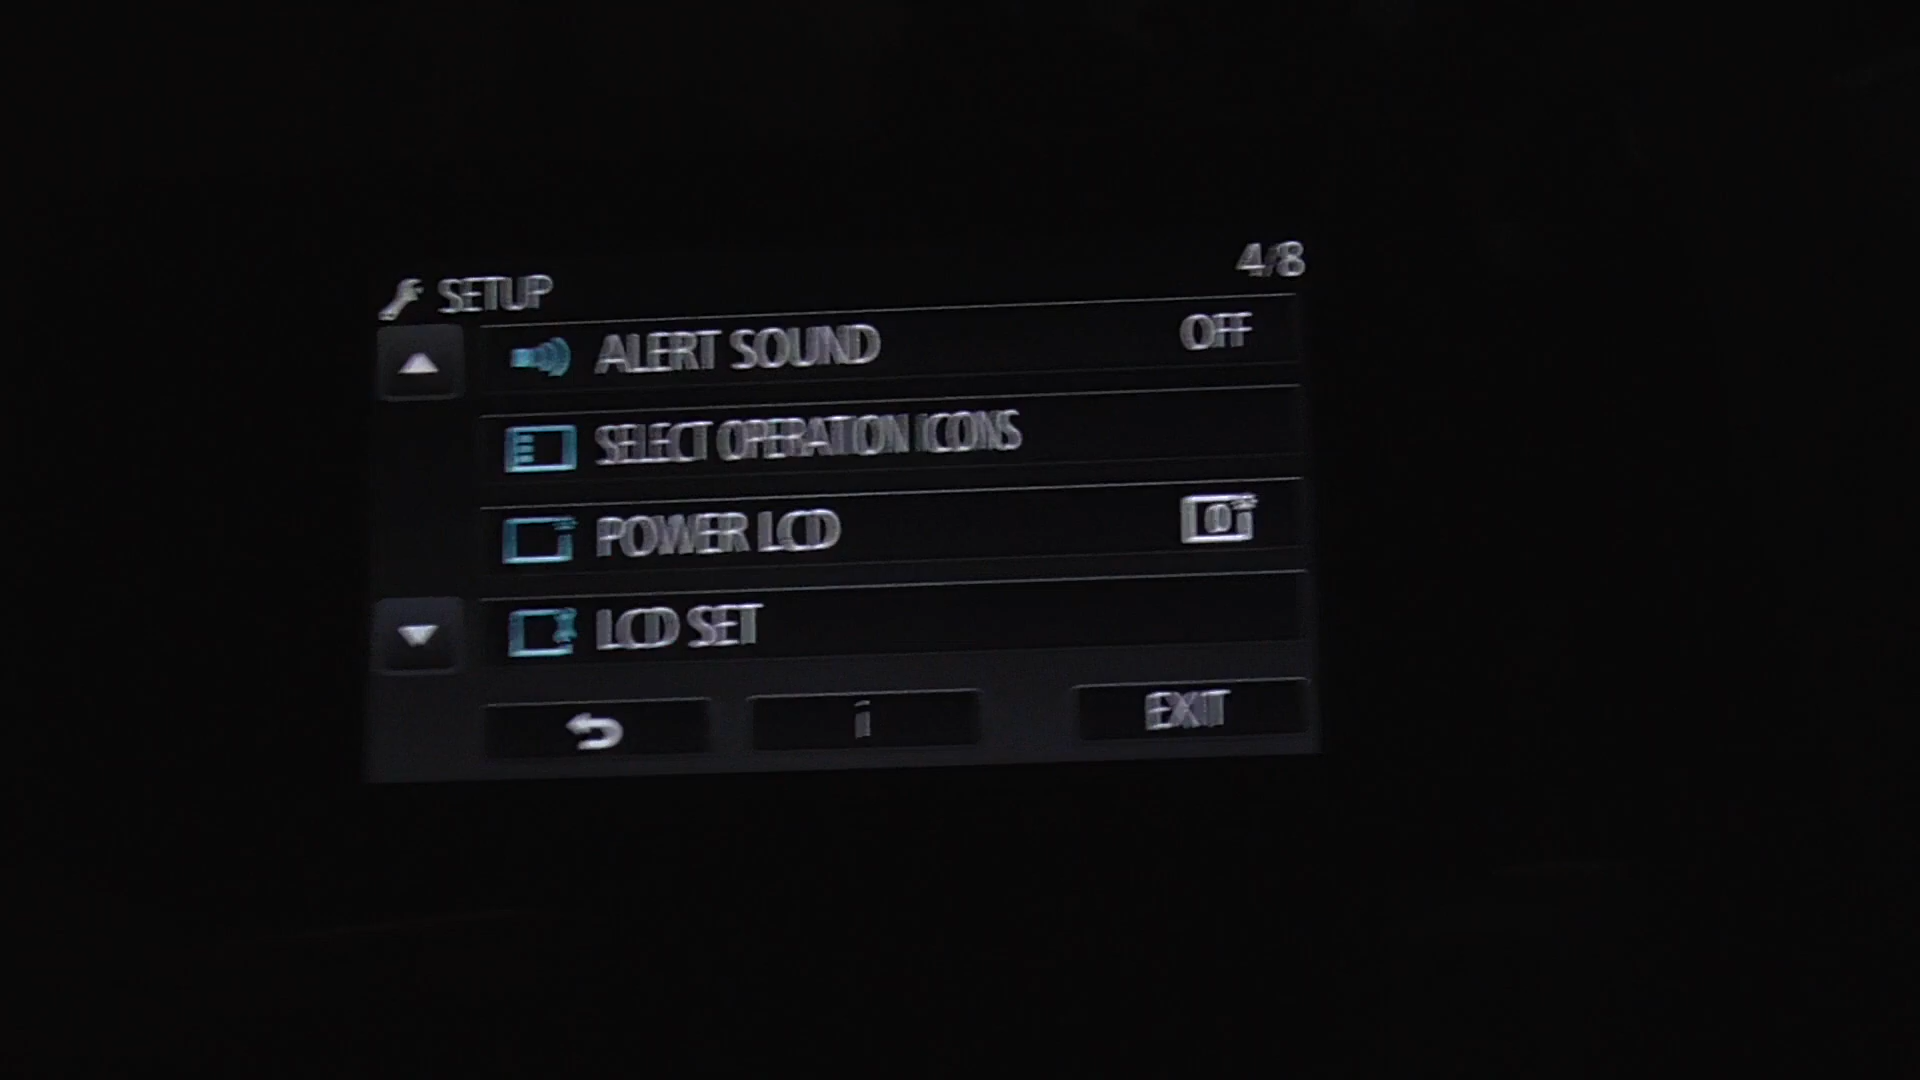 SETUP 4/8
ALERT SOUND OFF
SELECT OPERATION ICONS
POWER LCD
LCD SET
i EXIT